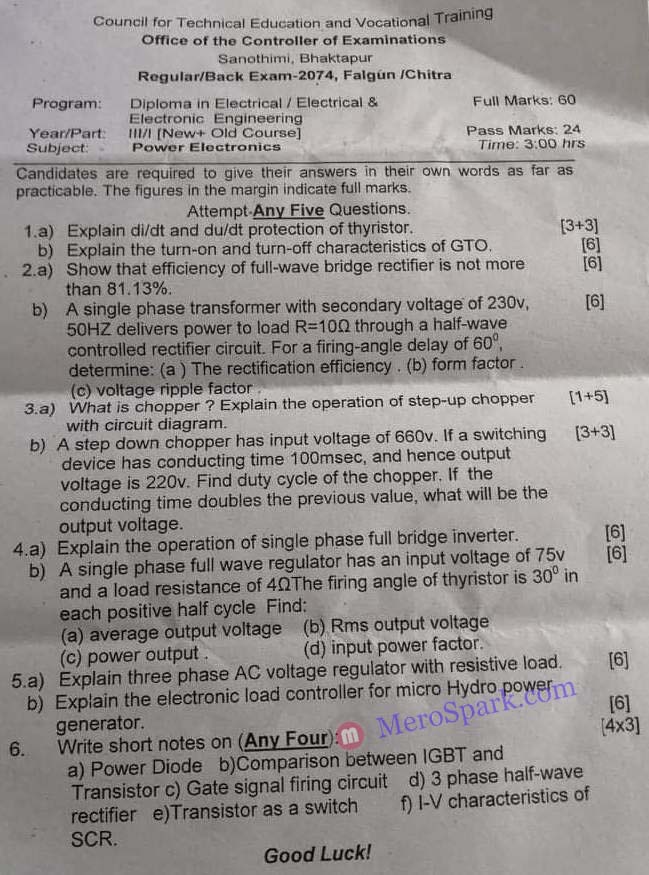 Council for Technical Education and Vocational Training
Office of the Controller of Examinations
Sanothimi, Bhaktapur
Regular/Back Exam-2074, Falgun /Chitra
Program: Diploma in Electrical / Electrical & Full Marks: 60
Electronic Engineering
Year/Part: III/I [New+ Old Course] Pass Marks: 24
Subject: Power Electronics Time: 3:00 hrs
Candidates are required to give their answers in their own words as far as
practicable. The figures in the margin indicate full marks.
Attempt Any Five Questions.
1.a) Explain di/dt and du/dt protection of thyristor. [3+3]
b) Explain the turn-on and turn-off characteristics of GTO. [6]
2.a) Show that efficiency of full-wave bridge rectifier is not more [6]
than 81.13%.
b) A single phase transformer with secondary voltage of 230v, [6]
50HZ delivers power to load R=10Ω through a half-wave
controlled rectifier circuit. For a firing-angle delay of 60⁰,
determine: (a ) The rectification efficiency . (b) form factor .
(c) voltage ripple factor .
3.a) What is chopper ? Explain the operation of step-up chopper [1+5]
with circuit diagram.
b) A step down chopper has input voltage of 660v. If a switching [3+3]
device has conducting time 100msec, and hence output
voltage is 220v. Find duty cycle of the chopper. If the
conducting time doubles the previous value, what will be the
output voltage.
4.a) Explain the operation of single phase full bridge inverter. [6]
b) A single phase full wave regulator has an input voltage of 75v [6]
and a load resistance of 4ΩThe firing angle of thyristor is 30⁰ in
each positive half cycle Find:
(a) average output voltage (b) Rms output voltage
(c) power output . (d) input power factor.
5.a) Explain three phase AC voltage regulator with resistive load. [6]
b) Explain the electronic load controller for micro Hydro power
generator. [6]
m MeroSpark.com
6. Write short notes on (Any Four): [4x3]
a) Power Diode b)Comparison between IGBT and
Transistor c) Gate signal firing circuit d) 3 phase half-wave
rectifier e)Transistor as a switch f) I-V characteristics of
SCR.
Good Luck!